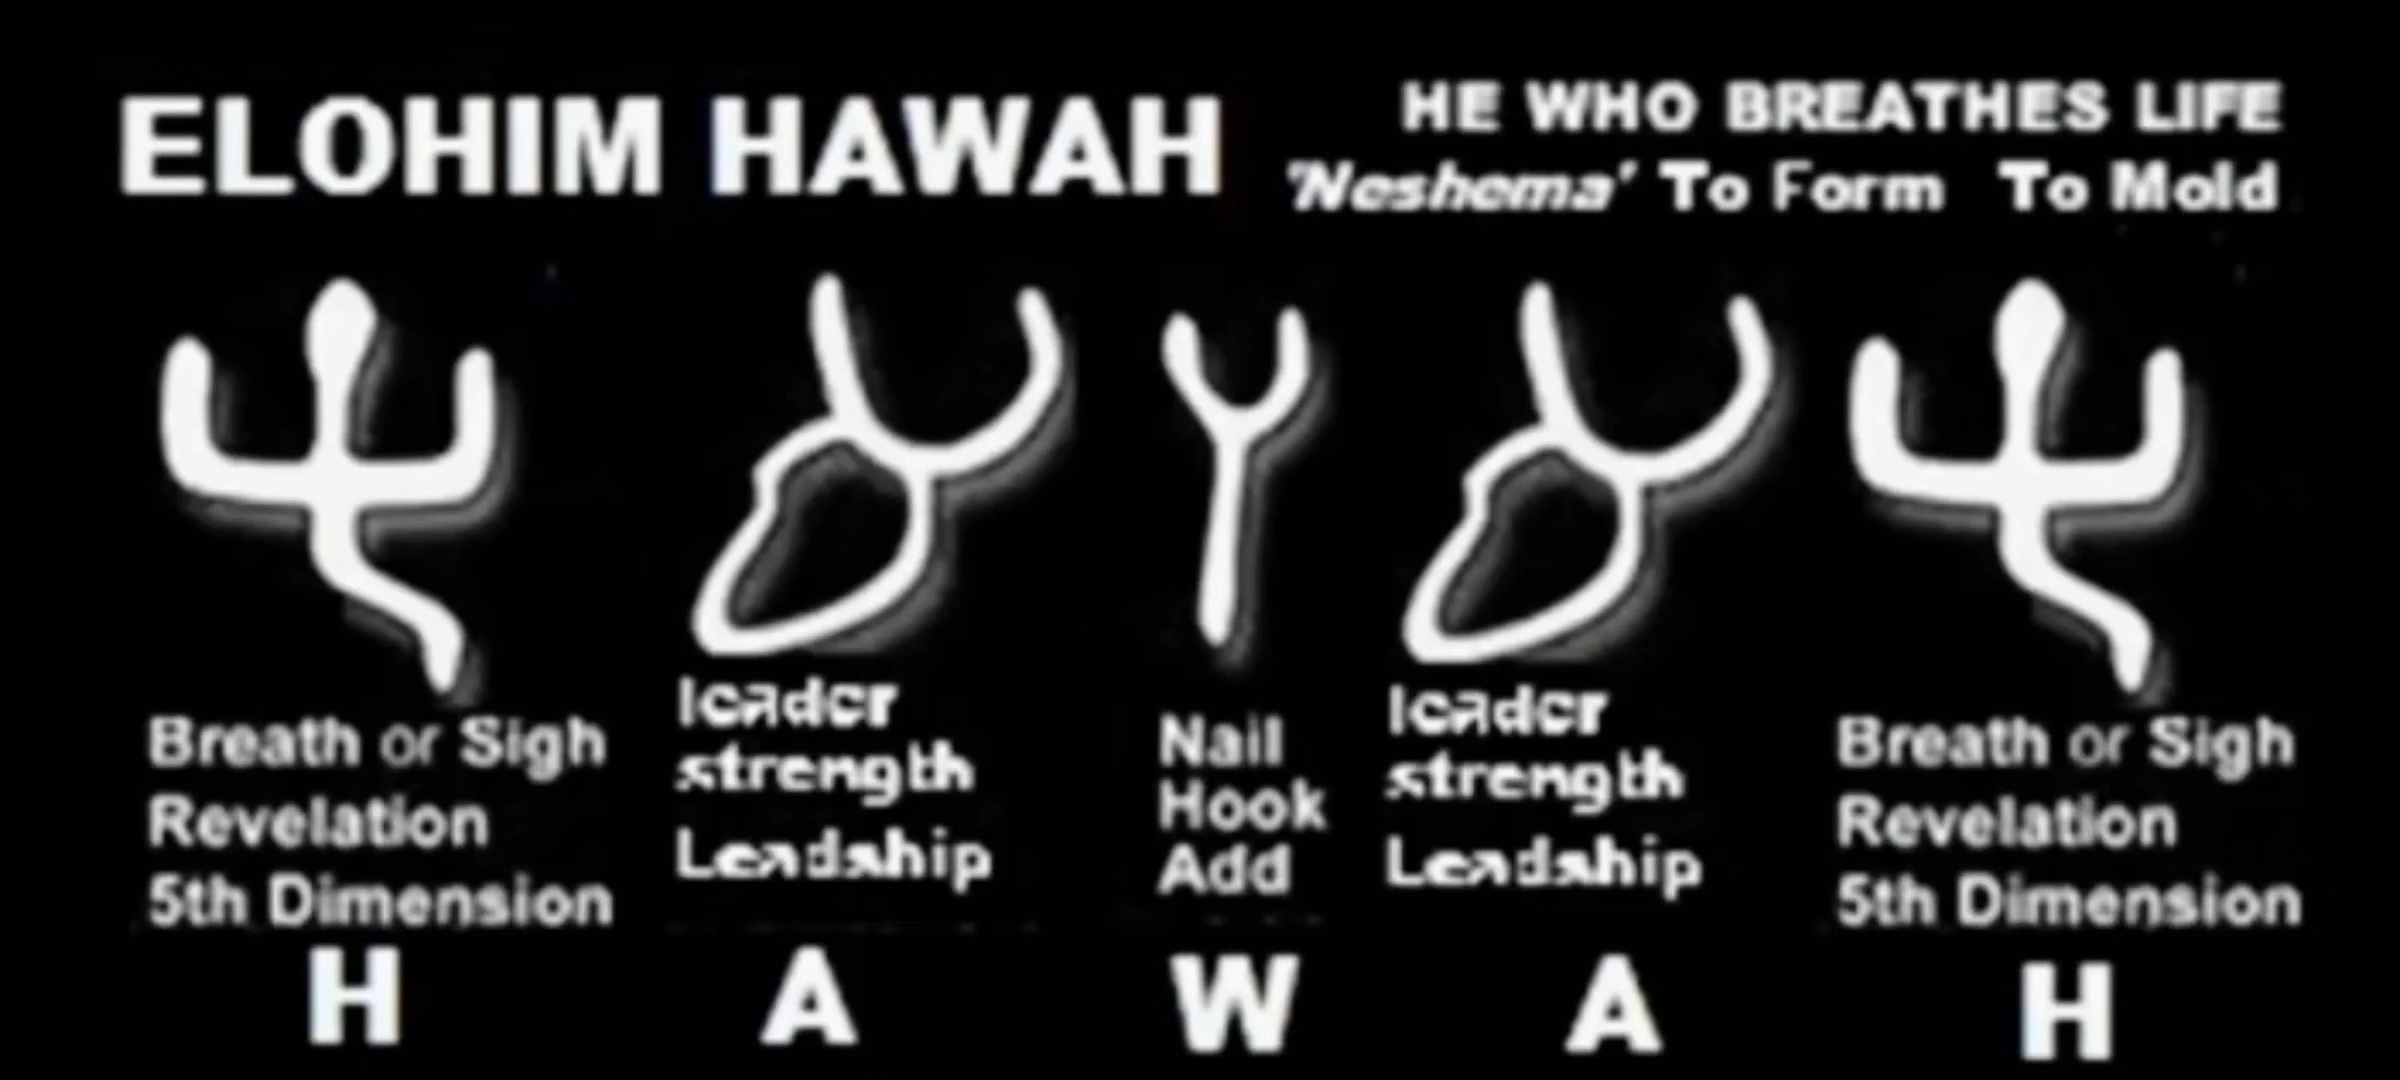 ELOHIM HAWAH
HE WHO BREATHES LIFE
'Neshema' To Form To Mold
Breath or Sigh
Revelation
5th Dimension
H
leader
strength
Leadship
A
Nail
Hook
Add
W
leader
strength
Leadship
A
Breath or Sigh
Revelation
5th Dimension
H